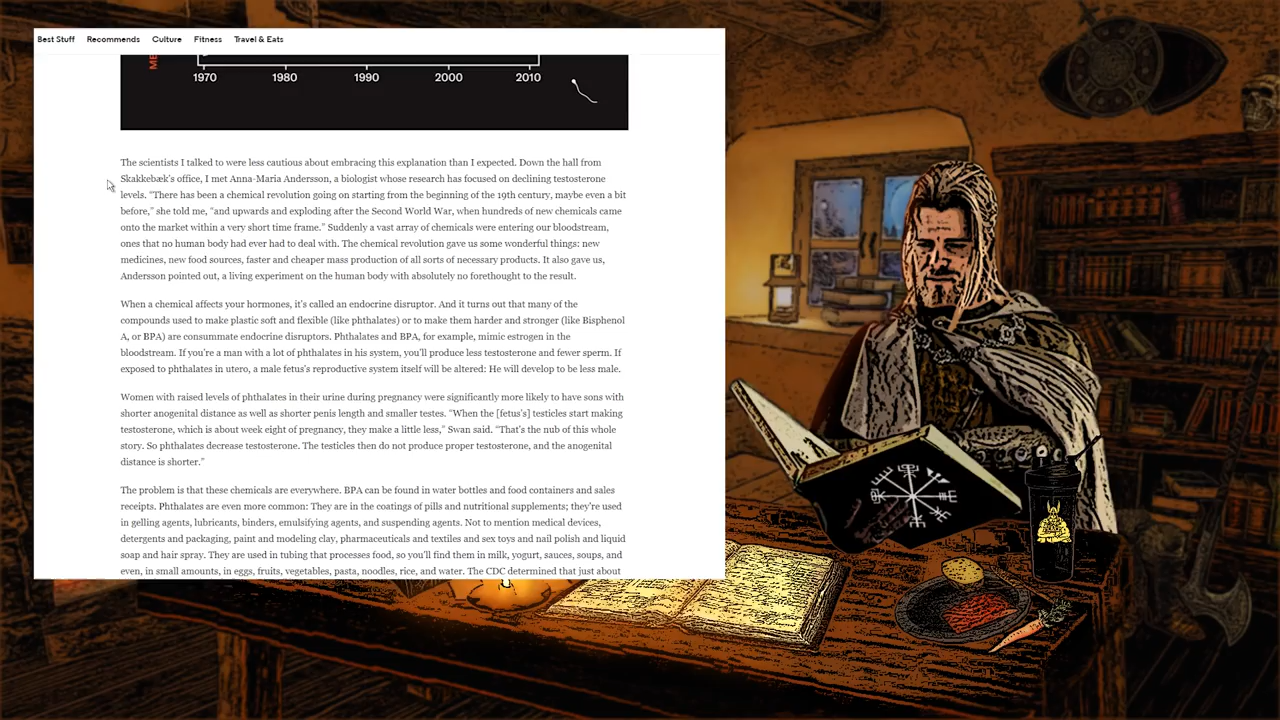 Best Stuff Recommends Culture Fitness Travel & Eats
ME
1970 1980 1990 2000 2010
The scientists I talked to were less cautious about embracing this explanation than I expected. Down the hall from
Skakkebæk's office, I met Anna-Maria Andersson, a biologist whose research has focused on declining testosterone
levels. “There has been a chemical revolution going on starting from the beginning of the 19th century, maybe even a bit
before,” she told me, “and upwards and exploding after the Second World War, when hundreds of new chemicals came
onto the market within a very short time frame.” Suddenly a vast array of chemicals were entering our bloodstream,
ones that no human body had ever had to deal with. The chemical revolution gave us some wonderful things: new
medicines, new food sources, faster and cheaper mass production of all sorts of necessary products. It also gave us,
Andersson pointed out, a living experiment on the human body with absolutely no forethought to the result.
When a chemical affects your hormones, it's called an endocrine disruptor. And it turns out that many of the
compounds used to make plastic soft and flexible (like phthalates) or to make them harder and stronger (like Bisphenol
A, or BPA) are consummate endocrine disruptors. Phthalates and BPA, for example, mimic estrogen in the
bloodstream. If you're a man with a lot of phthalates in his system, you'll produce less testosterone and fewer sperm. If
exposed to phthalates in utero, a male fetus's reproductive system itself will be altered: He will develop to be less male.
Women with raised levels of phthalates in their urine during pregnancy were significantly more likely to have sons with
shorter anogenital distance as well as shorter penis length and smaller testes. “When the [fetus's] testicles start making
testosterone, which is about week eight of pregnancy, they make a little less,” Swan said. “That's the nub of this whole
story. So phthalates decrease testosterone. The testicles then do not produce proper testosterone, and the anogenital
distance is shorter.”
The problem is that these chemicals are everywhere. BPA can be found in water bottles and food containers and sales
receipts. Phthalates are even more common: They are in the coatings of pills and nutritional supplements; they're used
in gelling agents, lubricants, binders, emulsifying agents, and suspending agents. Not to mention medical devices,
detergents and packaging, paint and modeling clay, pharmaceuticals and textiles and sex toys and nail polish and liquid
soap and hair spray. They are used in tubing that processes food, so you'll find them in milk, yogurt, sauces, soups, and
even, in small amounts, in eggs, fruits, vegetables, pasta, noodles, rice, and water. The CDC determined that just about